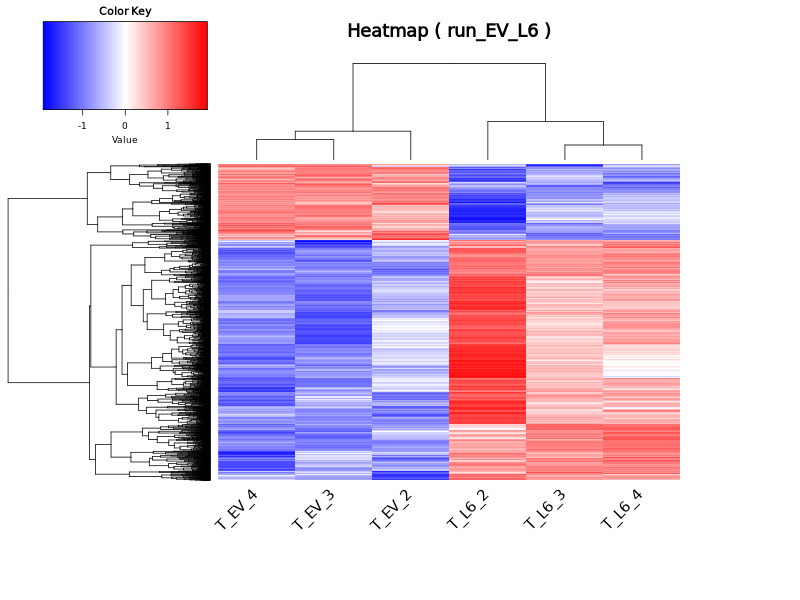 Color Key
-1 0 1
Value
Heatmap ( run_EV_L6 )
T_EV_4 T_EV_3 T_EV_2 T_L6_2 T_L6_3 T_L6_4